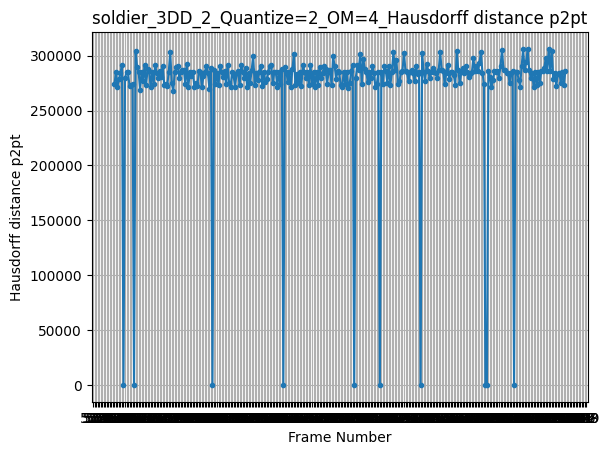 soldier_3DD_2_Quantize=2_OM=4_Hausdorff distance p2pt
300000
250000
200000
150000
100000
50000
0
Hausdorff distance p2pt
Frame Number